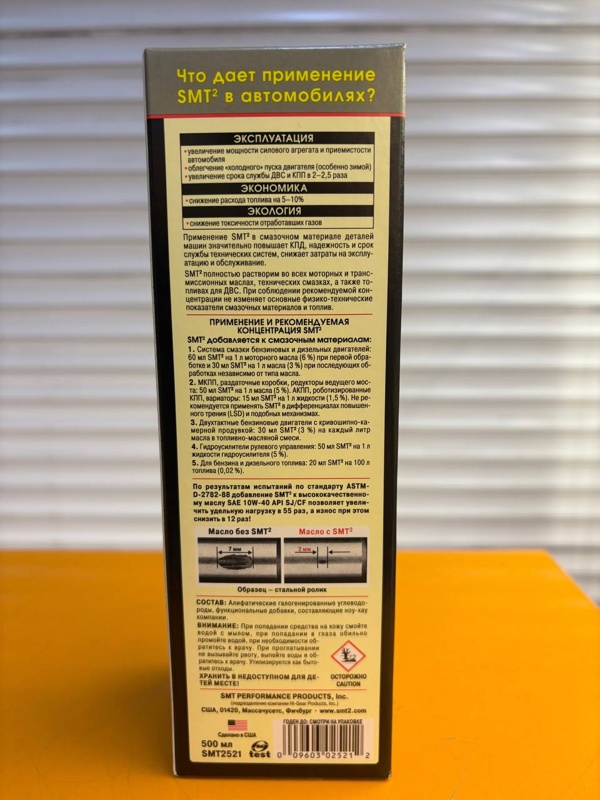 Что дает применение
SMT² в автомобилях?
ЭКСПЛУАТАЦИЯ
• увеличение мощности силового агрегата и приемистости
автомобиля
• облегчение «холодного» пуска двигателя (особенно зимой)
• увеличение срока службы ДВС и КПП в 2–2,5 раза
ЭКОНОМИКА
• снижение расхода топлива на 5–10%
ЭКОЛОГИЯ
• снижение токсичности отработавших газов
Применение SMT² в смазочном материале деталей
машин значительно повышает КПД, надежность и срок
службы технических систем, снижает затраты на эксплу-
атацию и обслуживание.
SMT² полностью растворим во всех моторных и транс-
миссионных маслах, технических смазках, а также то-
пливах для ДВС. При соблюдении рекомендуемой кон-
центрации не изменяет основные физико-технические
показатели смазочных материалов и топлив.
ПРИМЕНЕНИЕ И РЕКОМЕНДУЕМАЯ
КОНЦЕНТРАЦИЯ SMT²
SMT² добавляется к смазочным материалам:
1. Система смазки бензиновых и дизельных двигателей:
60 мл SMT² на 1 л моторного масла (6 %) при первой обра-
ботке и 30 мл SMT² на 1 л масла (3 %) при последующих об-
работках независимо от типа масла.
2. МКПП, раздаточные коробки, редукторы ведущего мос-
та: 50 мл SMT² на 1 л масла (5 %). АКПП, роботизированные
КПП, вариаторы: 15 мл SMT² на 1 л жидкости (1,5 %). Не ре-
комендуется применять SMT² в дифференциалах повышен-
ного трения (LSD) и подобных механизмах.
3. Двухтактные бензиновые двигатели с кривошипно-ка-
мерной продувкой: 30 мл SMT² (3 %) на каждый литр
масла в топливно-масляной смеси.
4. Гидроусилители рулевого управления: 50 мл SMT² на 1 л
жидкости гидроусилителя (5 %).
5. Для бензина и дизельного топлива: 20 мл SMT² на 100 л
топлива (0,02 %).
По результатам испытаний по стандарту ASTM-
D-2782-88 добавление SMT² к высококачественно-
му маслу SAE 10W-40 API SJ/CF позволяет увели-
чить удельную нагрузку в 55 раз, а износ при этом
снизить в 12 раз!
Масло без SMT² Масло с SMT²
7 мм 2 мм
Образец – стальной ролик
СОСТАВ: Алифатические галогенированные углеводо-
роды, функциональные добавки, составляющие ноу-хау
компании.
ВНИМАНИЕ: При попадании средства на кожу смойте
водой с мылом, при попадании в глаза обильно
промойте водой, при необходимости об-
ратитесь к врачу. При проглатывании
не вызывайте рвоту, выпейте воды и об-
ратитесь к врачу. Утилизируется как быто-
вые отходы.
ХРАНИТЬ В НЕДОСТУПНОМ ДЛЯ ДЕ-
ТЕЙ МЕСТЕ!
ОСТОРОЖНО
CAUTION
SMT PERFORMANCE PRODUCTS, Inc.
(подразделение компании Hi-Gear Products, Inc.)
США, 01420, Массачусетс, Фичбург • www.smt2.com
ГОДЕН ДО: СМОТРИ НА УПАКОВКЕ
Сделано в США
500 мл
SMT2521
test
0 09603 02521 2